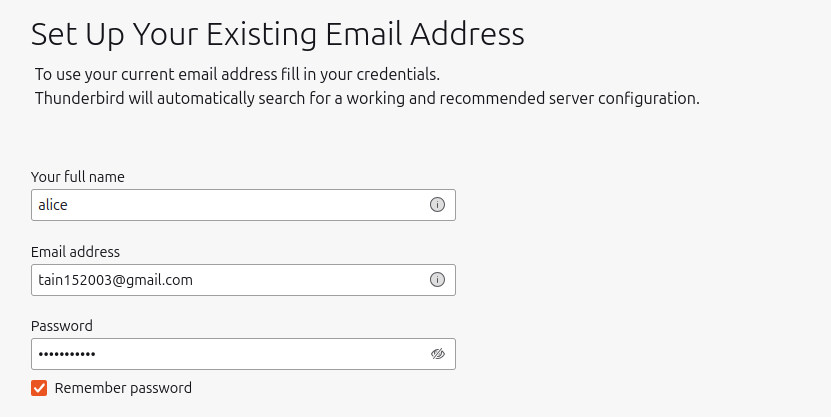 Set Up Your Existing Email Address
To use your current email address fill in your credentials.
Thunderbird will automatically search for a working and recommended server configuration.
Your full name
alice
Email address
tain152003@gmail.com
Password
•••••••••••
Remember password